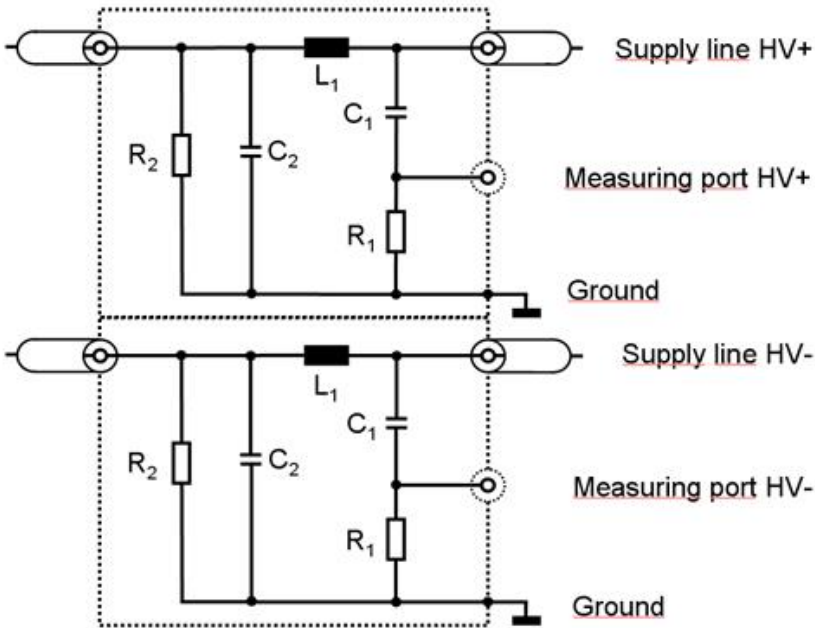 Supply line HV+
L₁
C₁
R₂
C₂
Measuring port HV+
R₁
Ground
Supply line HV-
L₁
C₁
R₂
C₂
Measuring port HV-
R₁
Ground